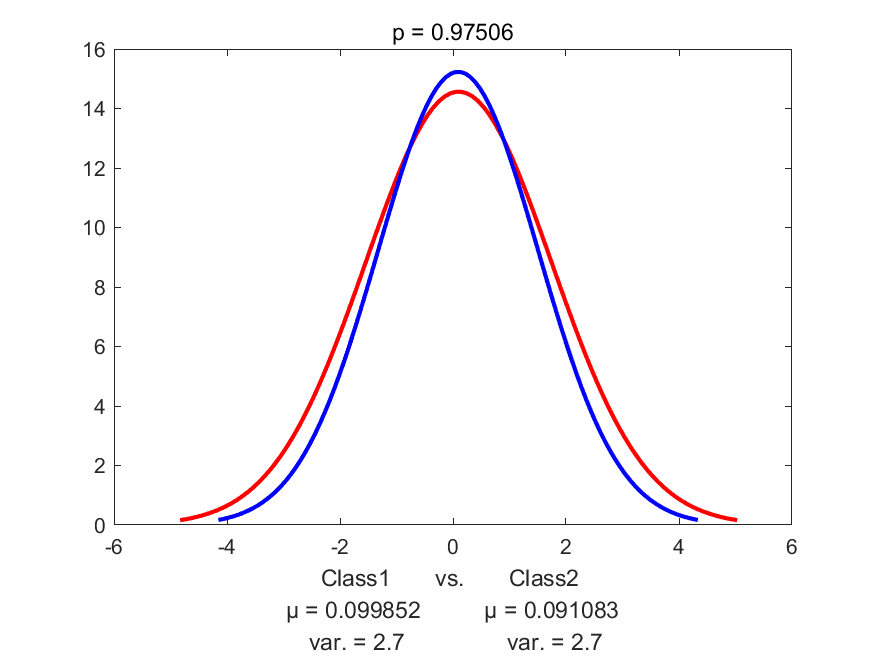 p = 0.97506
16
14
12
10
8
6
4
2
0
-6 -4 -2 0 2 4 6
Class1 vs. Class2
μ = 0.099852 μ = 0.091083
var. = 2.7 var. = 2.7